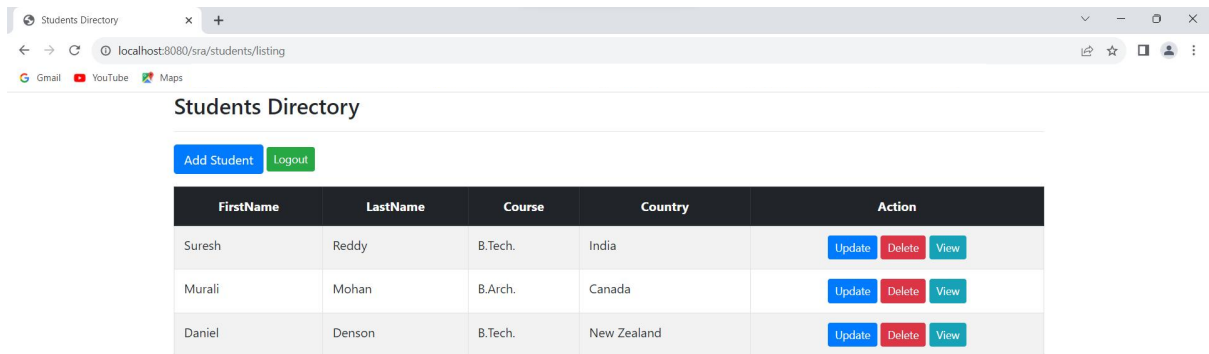 Students Directory
localhost:8080/sra/students/listing
Gmail YouTube Maps
Students Directory
Add Student Logout
FirstName LastName Course Country Action
Suresh Reddy B.Tech. India Update Delete View
Murali Mohan B.Arch. Canada Update Delete View
Daniel Denson B.Tech. New Zealand Update Delete View